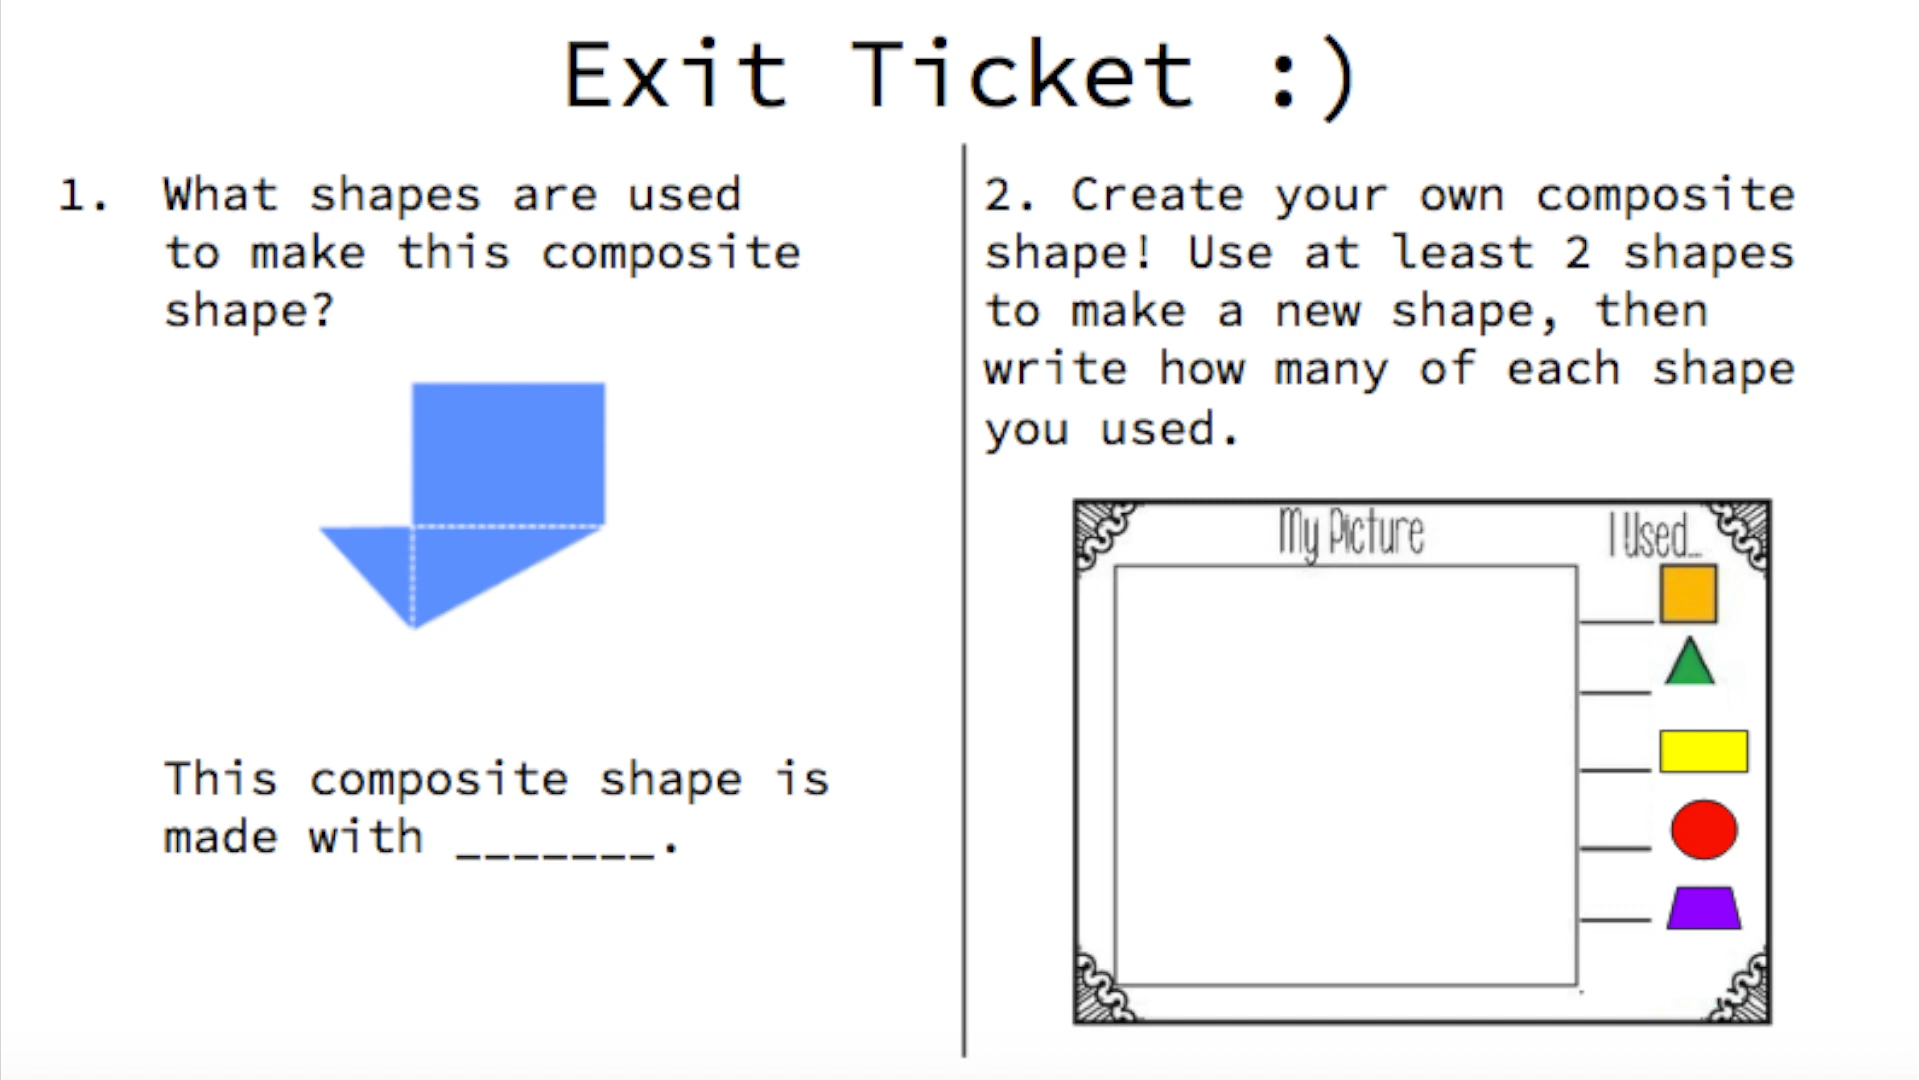 Exit Ticket :)
1. What shapes are used
to make this composite
shape?
This composite shape is
made with _______.
2. Create your own composite
shape! Use at least 2 shapes
to make a new shape, then
write how many of each shape
you used.
My Picture
I Used...